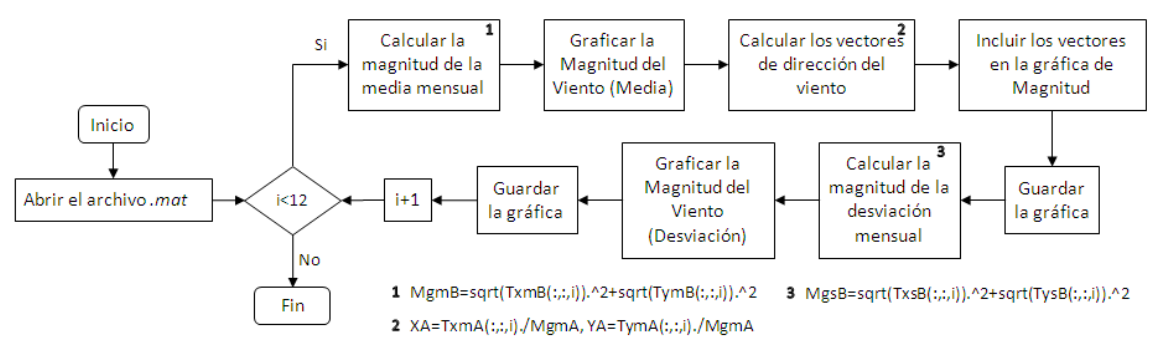 Inicio
Abrir el archivo .mat
i<12
Si
No
Fin
1
Calcular la
magnitud de la
media mensual
Graficar la
Magnitud del
Viento (Media)
2
Calcular los vectores
de dirección del
viento
Incluir los vectores
en la gráfica de
Magnitud
Guardar
la gráfica
3
Calcular la
magnitud de la
desviación
mensual
Graficar la
Magnitud del
Viento
(Desviación)
Guardar
la gráfica
i+1
1 MgmB=sqrt(TxmB(:,:,i)).^2+sqrt(TymB(:,:,i)).^2
2 XA=TxmA(:,:,i)./MgmA, YA=TymA(:,:,i)./MgmA
3 MgsB=sqrt(TxsB(:,:,i)).^2+sqrt(TysB(:,:,i)).^2